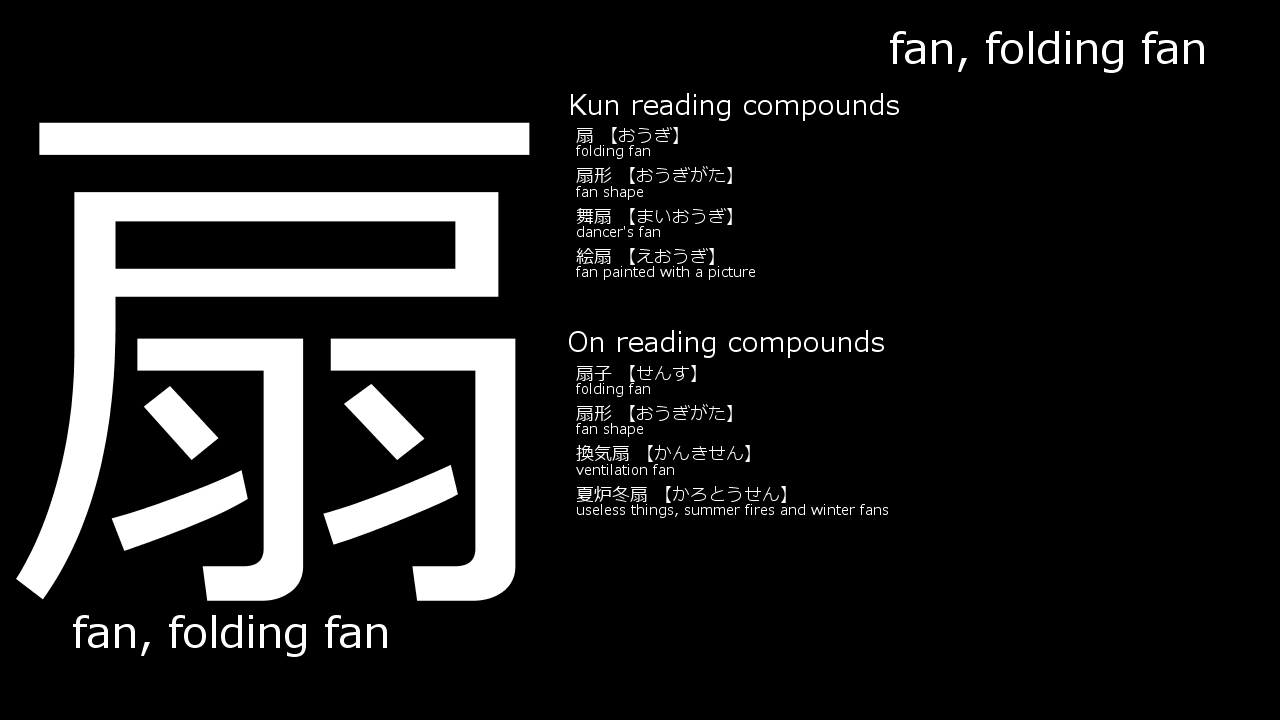 fan, folding fan
扇
fan, folding fan
Kun reading compounds
扇 【おうぎ】
folding fan
扇形 【おうぎがた】
fan shape
舞扇 【まいおうぎ】
dancer's fan
絵扇 【えおうぎ】
fan painted with a picture
On reading compounds
扇子 【せんす】
folding fan
扇形 【おうぎがた】
fan shape
換気扇 【かんきせん】
ventilation fan
夏炉冬扇 【かろとうせん】
useless things, summer fires and winter fans